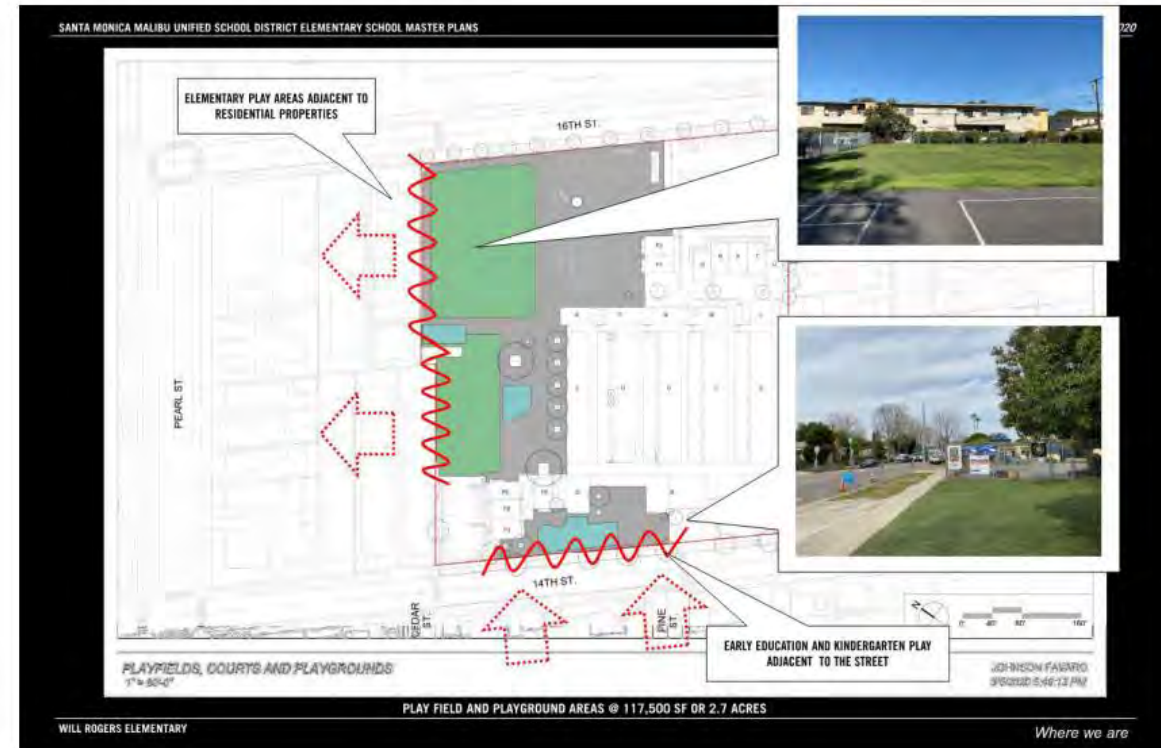 SANTA MONICA MALIBU UNIFIED SCHOOL DISTRICT ELEMENTARY SCHOOL MASTER PLANS
020
ELEMENTARY PLAY AREAS ADJACENT TO
RESIDENTIAL PROPERTIES
16TH ST.
PEARL ST.
14TH ST.
CEDAR
ST.
PINE
ST.
N
EARLY EDUCATION AND KINDERGARTEN PLAY
ADJACENT TO THE STREET
PLAYFIELDS, COURTS AND PLAYGROUNDS
JOHNSON FAVARO
PLAY FIELD AND PLAYGROUND AREAS @ 117,500 SF OR 2.7 ACRES
WILL ROGERS ELEMENTARY
Where we are